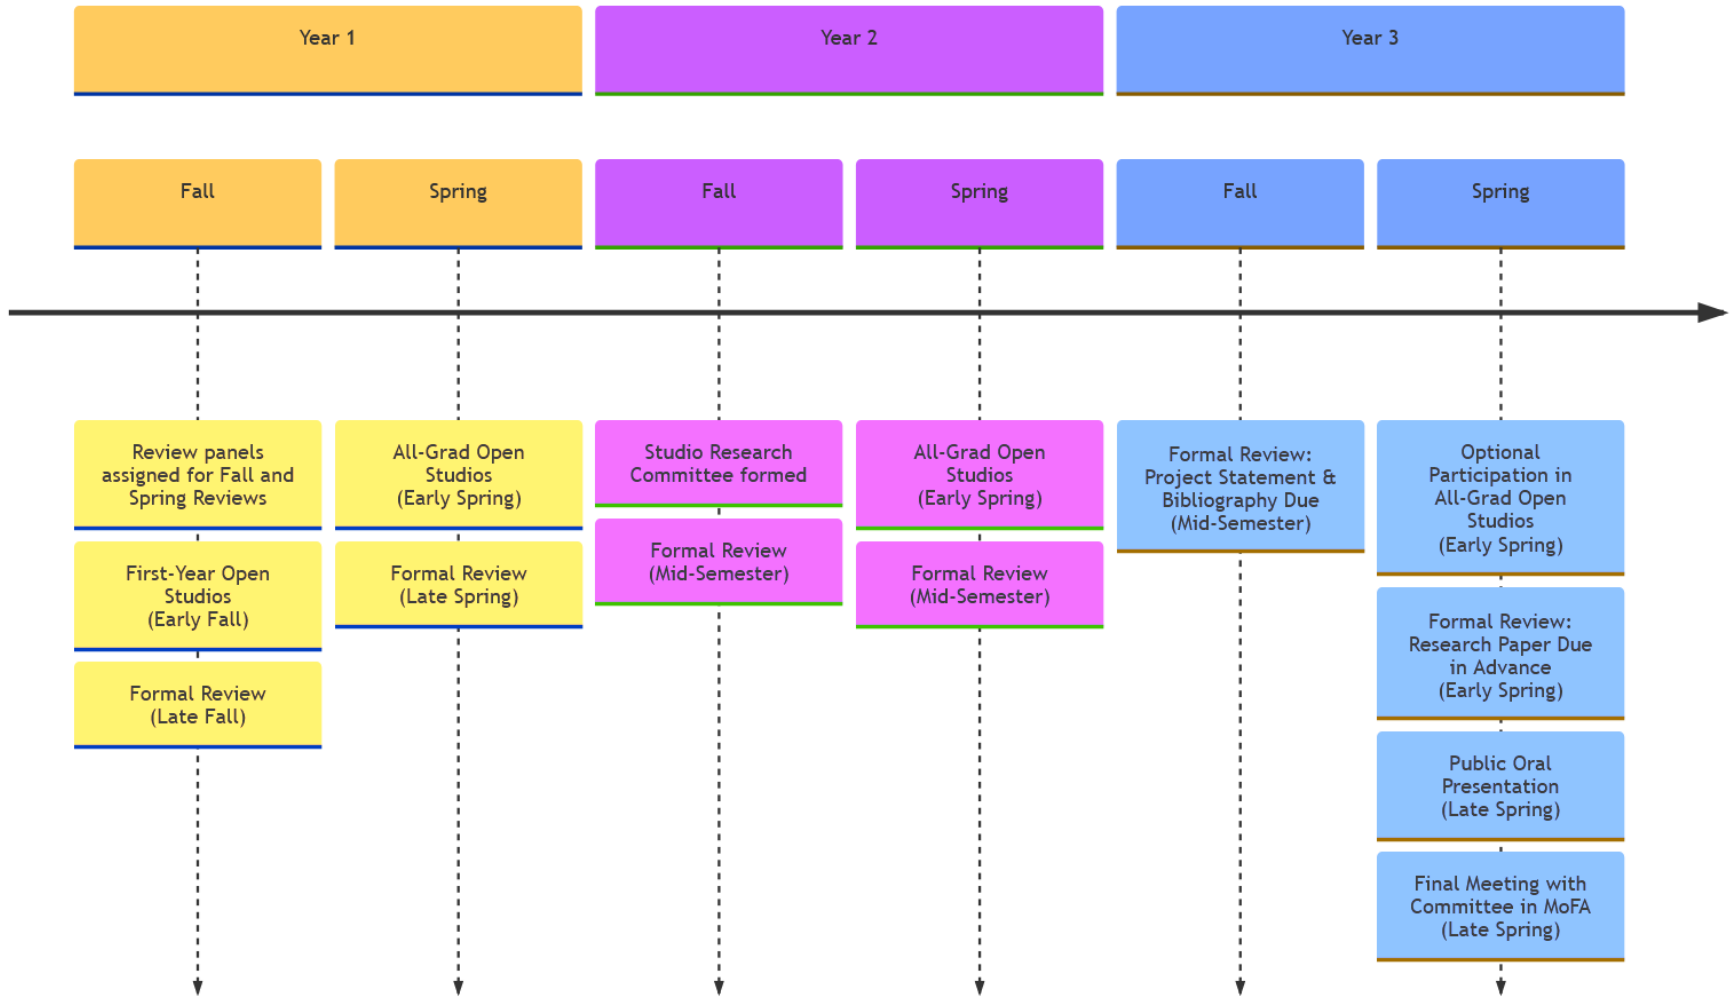 Year 1
Year 2
Year 3
Fall
Spring
Fall
Spring
Fall
Spring
Review panels
assigned for Fall and
Spring Reviews
First-Year Open
Studios
(Early Fall)
Formal Review
(Late Fall)
All-Grad Open
Studios
(Early Spring)
Formal Review
(Late Spring)
Studio Research
Committee formed
Formal Review
(Mid-Semester)
All-Grad Open
Studios
(Early Spring)
Formal Review
(Mid-Semester)
Formal Review:
Project Statement &
Bibliography Due
(Mid-Semester)
Optional
Participation in
All-Grad Open
Studios
(Early Spring)
Formal Review:
Research Paper Due
in Advance
(Early Spring)
Public Oral
Presentation
(Late Spring)
Final Meeting with
Committee in MoFA
(Late Spring)